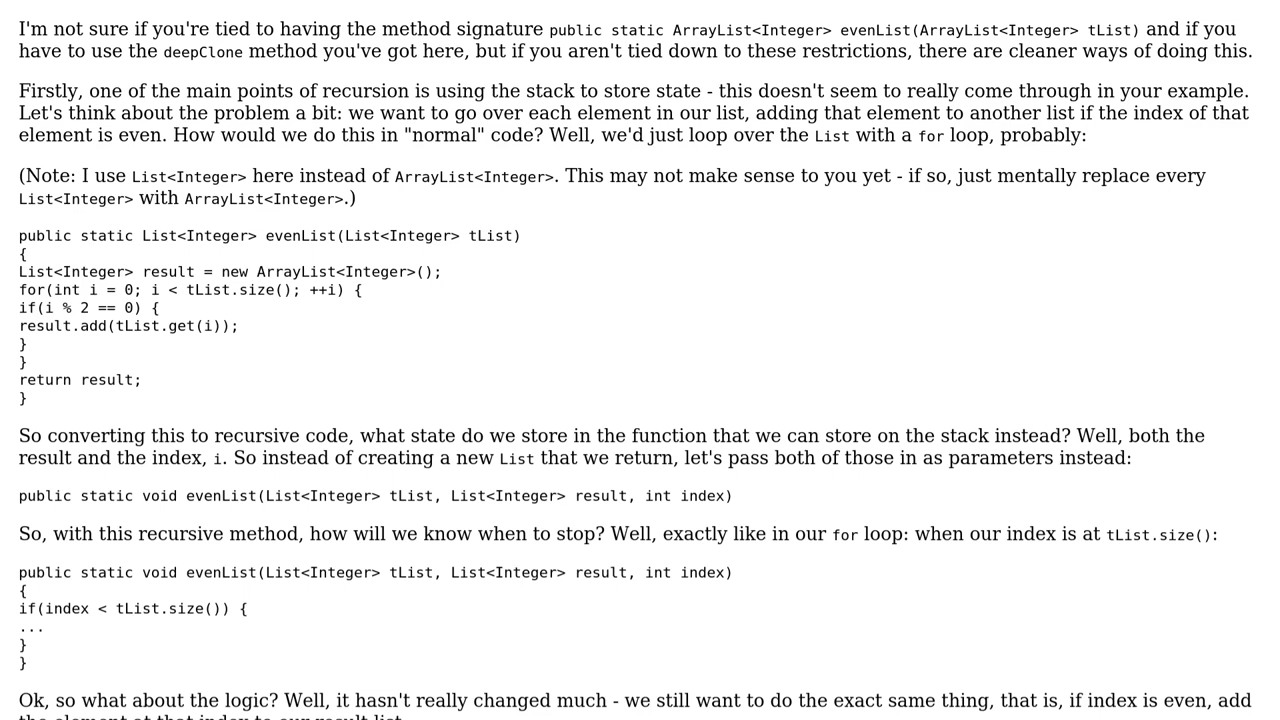 I'm not sure if you're tied to having the method signature public static ArrayList<Integer> evenList(ArrayList<Integer> tList) and if you
have to use the deepClone method you've got here, but if you aren't tied down to these restrictions, there are cleaner ways of doing this.
Firstly, one of the main points of recursion is using the stack to store state - this doesn't seem to really come through in your example.
Let's think about the problem a bit: we want to go over each element in our list, adding that element to another list if the index of that
element is even. How would we do this in "normal" code? Well, we'd just loop over the List with a for loop, probably:
(Note: I use List<Integer> here instead of ArrayList<Integer>. This may not make sense to you yet - if so, just mentally replace every
List<Integer> with ArrayList<Integer>.)
public static List<Integer> evenList(List<Integer> tList)
{
List<Integer> result = new ArrayList<Integer>();
for(int i = 0; i < tList.size(); ++i) {
if(i % 2 == 0) {
result.add(tList.get(i));
}
}
return result;
}
So converting this to recursive code, what state do we store in the function that we can store on the stack instead? Well, both the
result and the index, i. So instead of creating a new List that we return, let's pass both of those in as parameters instead:
public static void evenList(List<Integer> tList, List<Integer> result, int index)
So, with this recursive method, how will we know when to stop? Well, exactly like in our for loop: when our index is at tList.size():
public static void evenList(List<Integer> tList, List<Integer> result, int index)
{
if(index < tList.size()) {
...
}
}
Ok, so what about the logic? Well, it hasn't really changed much - we still want to do the exact same thing, that is, if index is even, add
the element at that index to our result list